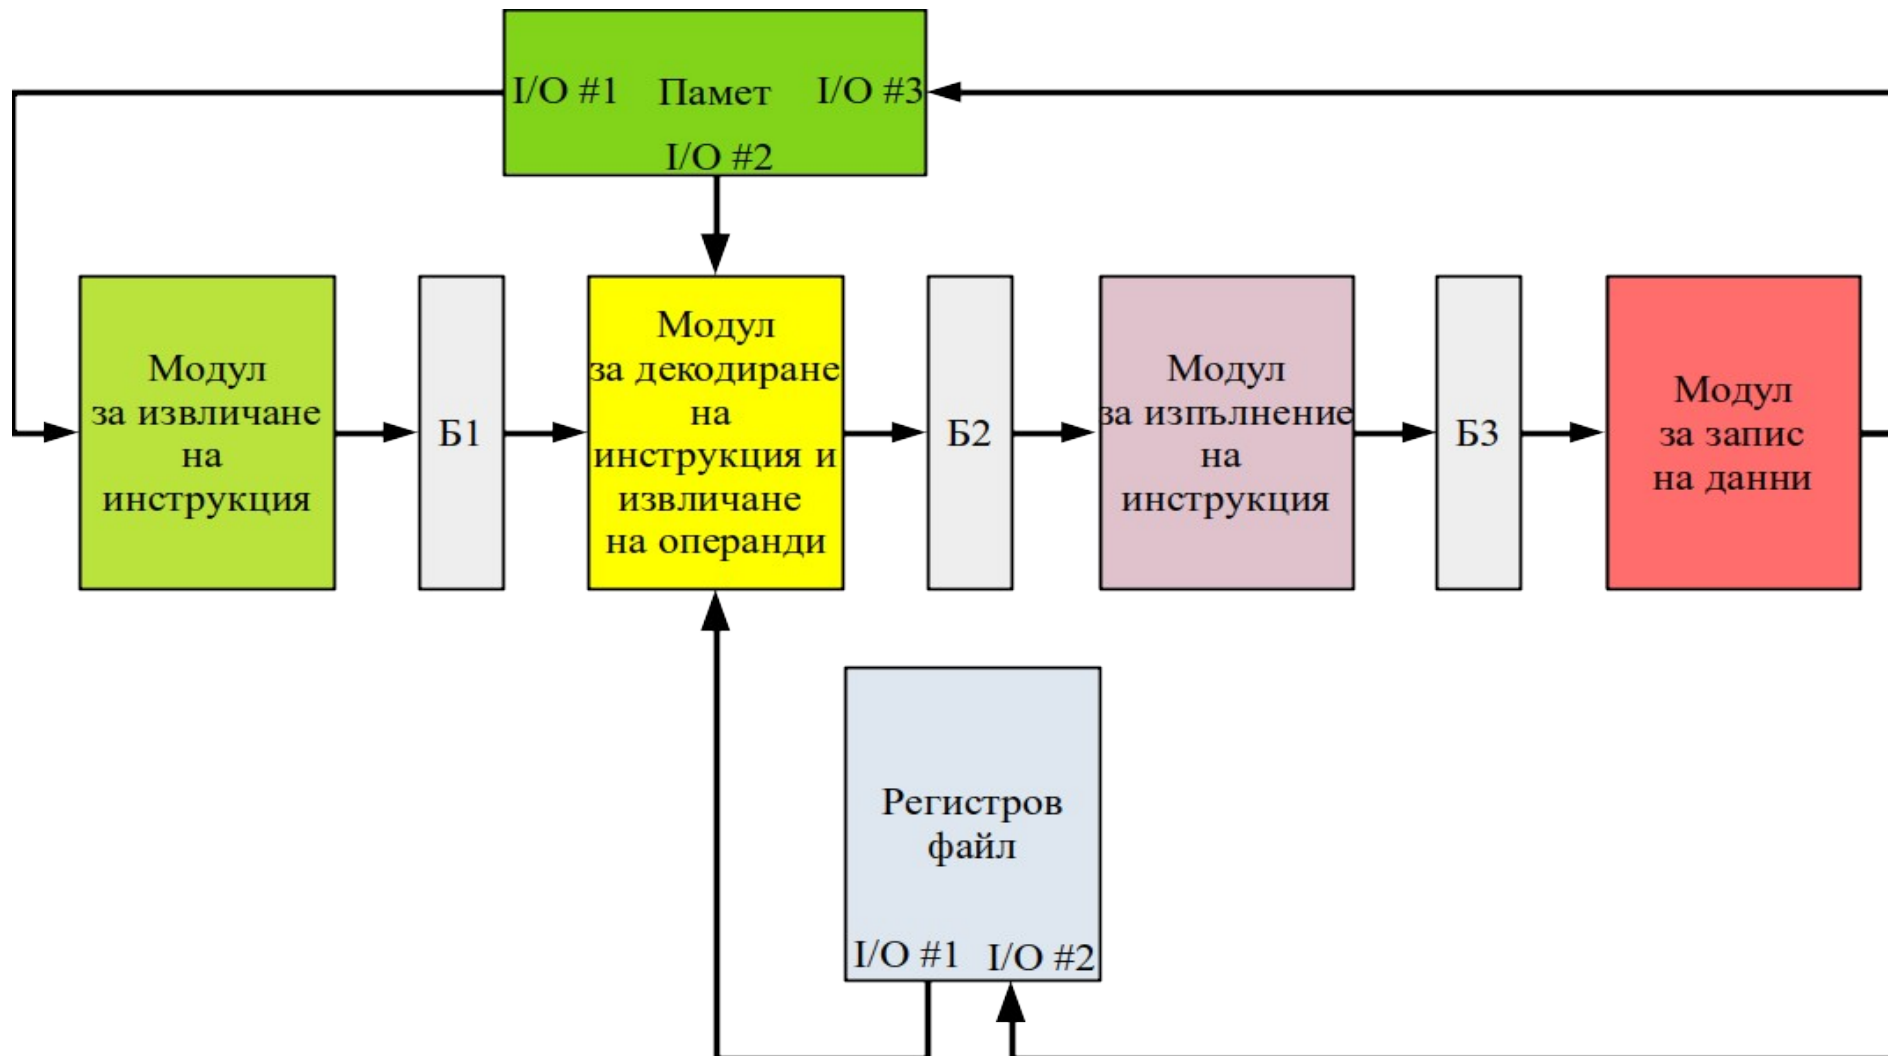 I/O #1 Памет I/O #3
I/O #2
Модул
за извличане
на
инструкция
Б1
Модул
за декодиране
на
инструкция и
извличане
на операнди
Б2
Модул
за изпълнение
на
инструкция
Б3
Модул
за запис
на данни
Регистров
файл
I/O #1 I/O #2